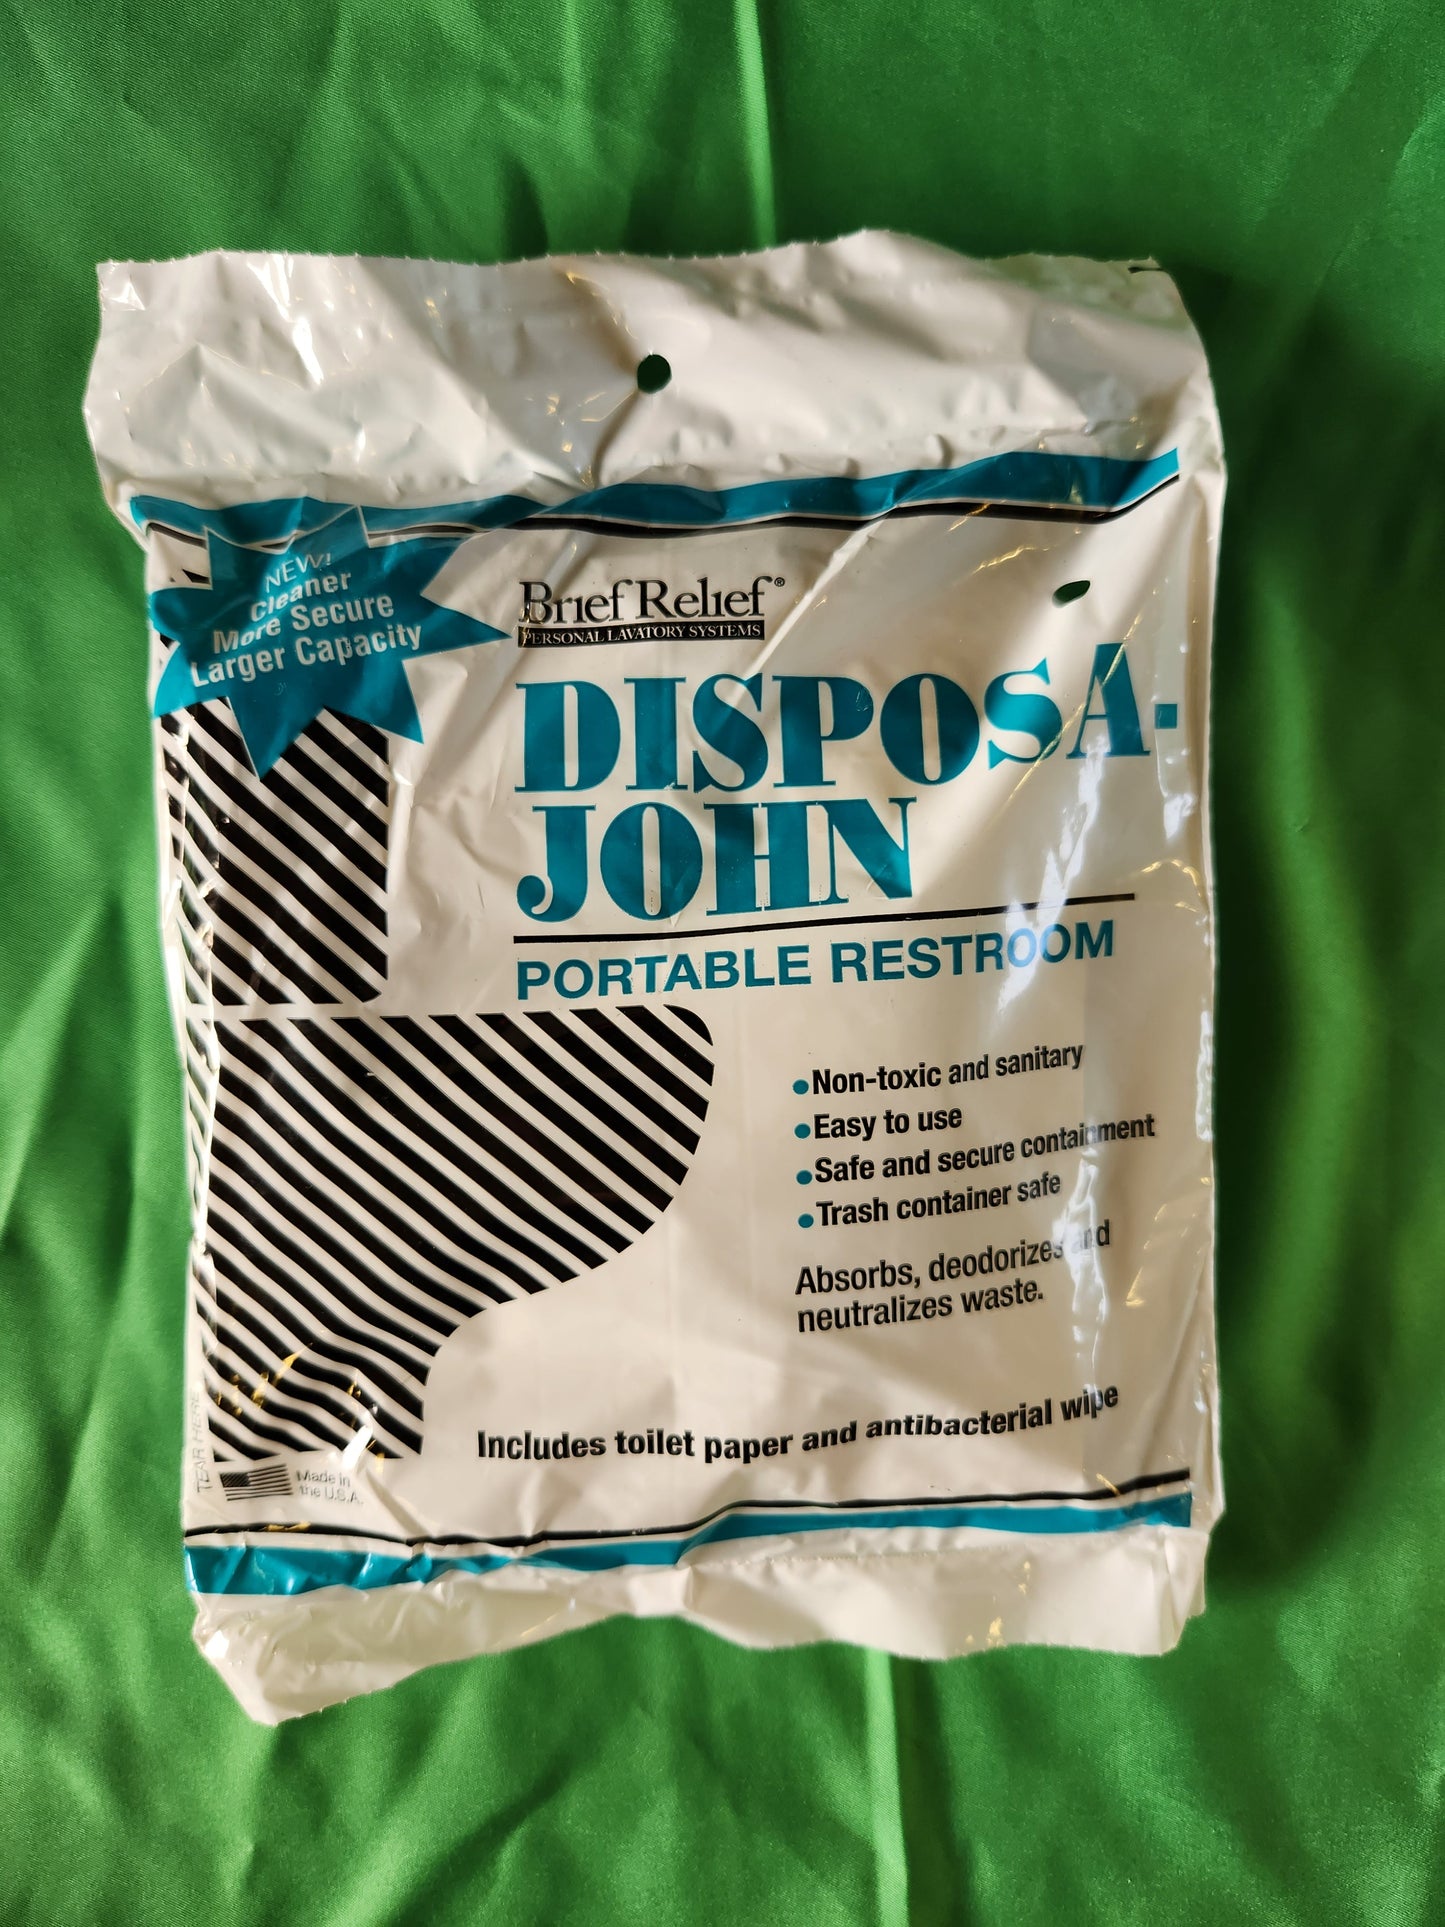 NEW!
Cleaner
More Secure
Larger Capacity
Brief Relief®
PERSONAL LAVATORY SYSTEMS
DISPOSA-
JOHN
PORTABLE RESTROOM
•Non-toxic and sanitary
•Easy to use
•Safe and secure containment
•Trash container safe
Absorbs, deodorizes and
neutralizes waste.
Includes toilet paper and antibacterial wipe
TEAR HERE
Made in
the U.S.A.